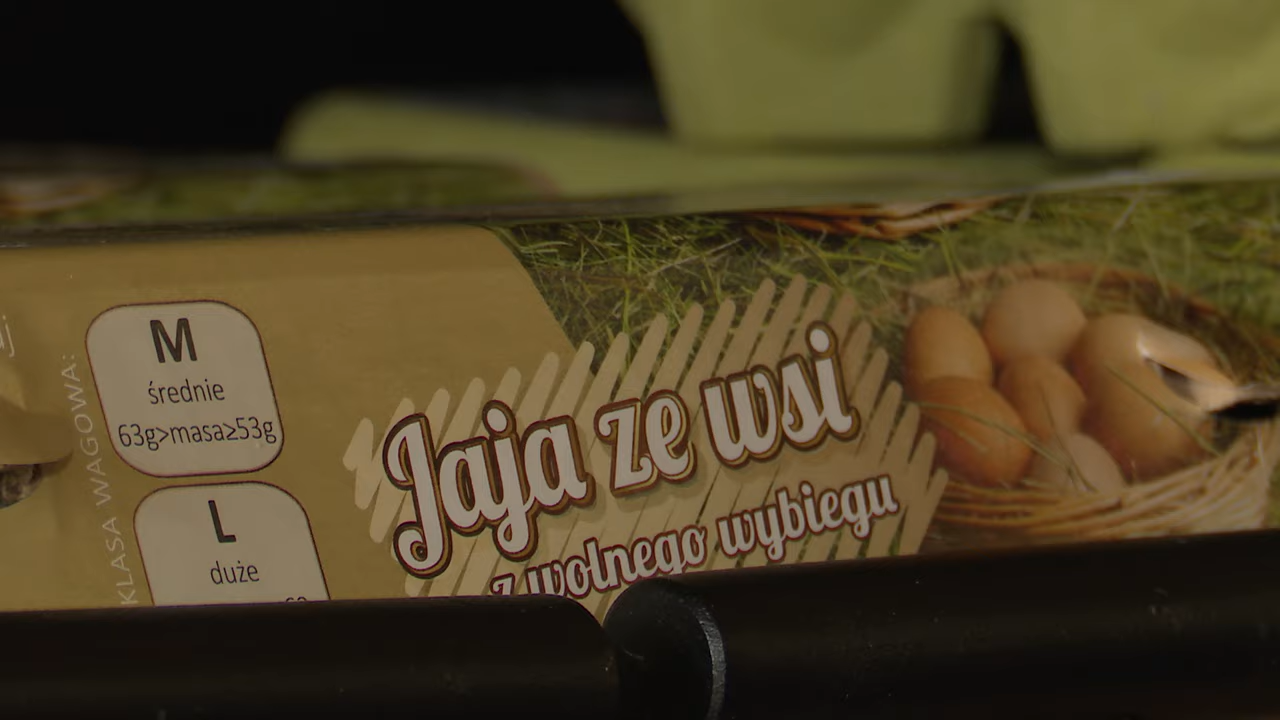 KLASA WAGOWA:
M
średnie
63g>masa≥53g
L
duże
Jaja ze wsi
z wolnego wybiegu